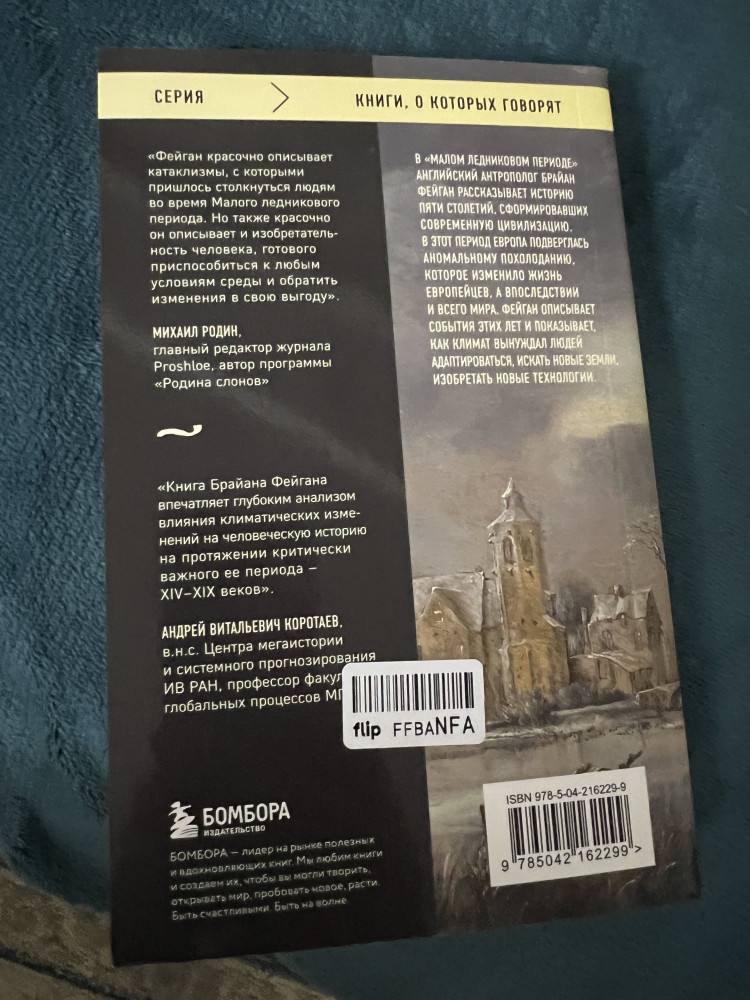 СЕРИЯ
КНИГИ, О КОТОРЫХ ГОВОРЯТ
«Фейган красочно описывает
катаклизмы, с которыми
пришлось столкнуться людям
во время Малого ледникового
периода. Но также красочно
он описывает и изобретатель-
ность человека, готового
приспособиться к любым
условиям среды и обратить
изменения в свою выгоду».
МИХАИЛ РОДИН,
главный редактор журнала
Proshloe, автор программы
«Родина слонов»
«Книга Брайана Фейгана
впечатляет глубоким анализом
влияния климатических изме-
нений на человеческую историю
на протяжении критически
важного ее периода –
XIV–XIX веков».
АНДРЕЙ ВИТАЛЬЕВИЧ КОРОТАЕВ,
в.н.с. Центра мегаистории
и системного прогнозирования
ИВ РАН, профессор
глобальных процессов
БОМБОРА
ИЗДАТЕЛЬСТВО
БОМБОРА — лидер на рынке полезных
и вдохновляющих книг. Мы любим книги
и создаем их, чтобы вы могли творить,
открывать мир, пробовать новое, расти.
Быть счастливыми. Быть на волне.
В «МАЛОМ ЛЕДНИКОВОМ ПЕРИОДЕ»
АНГЛИЙСКИЙ АНТРОПОЛОГ БРАЙАН
ФЕЙГАН РАССКАЗЫВАЕТ ИСТОРИЮ
ПЯТИ СТОЛЕТИЙ, СФОРМИРОВАВШИХ
СОВРЕМЕННУЮ ЦИВИЛИЗАЦИЮ.
В ЭТОТ ПЕРИОД ЕВРОПА ПОДВЕРГЛАСЬ
АНОМАЛЬНОМУ ПОХОЛОДАНИЮ,
КОТОРОЕ ИЗМЕНИЛО ЖИЗНЬ
ЕВРОПЕЙЦЕВ, А ВПОСЛЕДСТВИИ
И ВСЕГО МИРА. ФЕЙГАН ОПИСЫВАЕТ
СОБЫТИЯ ЭТИХ ЛЕТ И ПОКАЗЫВАЕТ,
КАК КЛИМАТ ВЫНУЖДАЛ ЛЮДЕЙ
АДАПТИРОВАТЬСЯ, ИСКАТЬ НОВЫЕ ЗЕМЛИ,
ИЗОБРЕТАТЬ НОВЫЕ ТЕХНОЛОГИИ.
flip FFBANFA
ISBN 978-5-04-216229-9
9 785042 162299 >